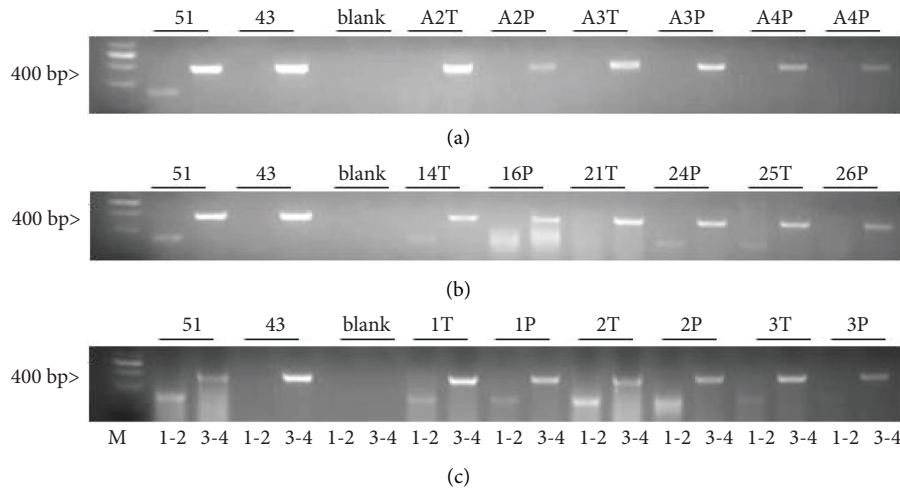 51 43 blank A2T A2P A3T A3P A4P A4P
400 bp>
(a)
51 43 blank 14T 16P 21T 24P 25T 26P
400 bp>
(b)
51 43 blank 1T 1P 2T 2P 3T 3P
400 bp>
M 1-2 3-4 1-2 3-4 1-2 3-4 1-2 3-4 1-2 3-4 1-2 3-4 1-2 3-4 1-2 3-4 1-2 3-4
(c)